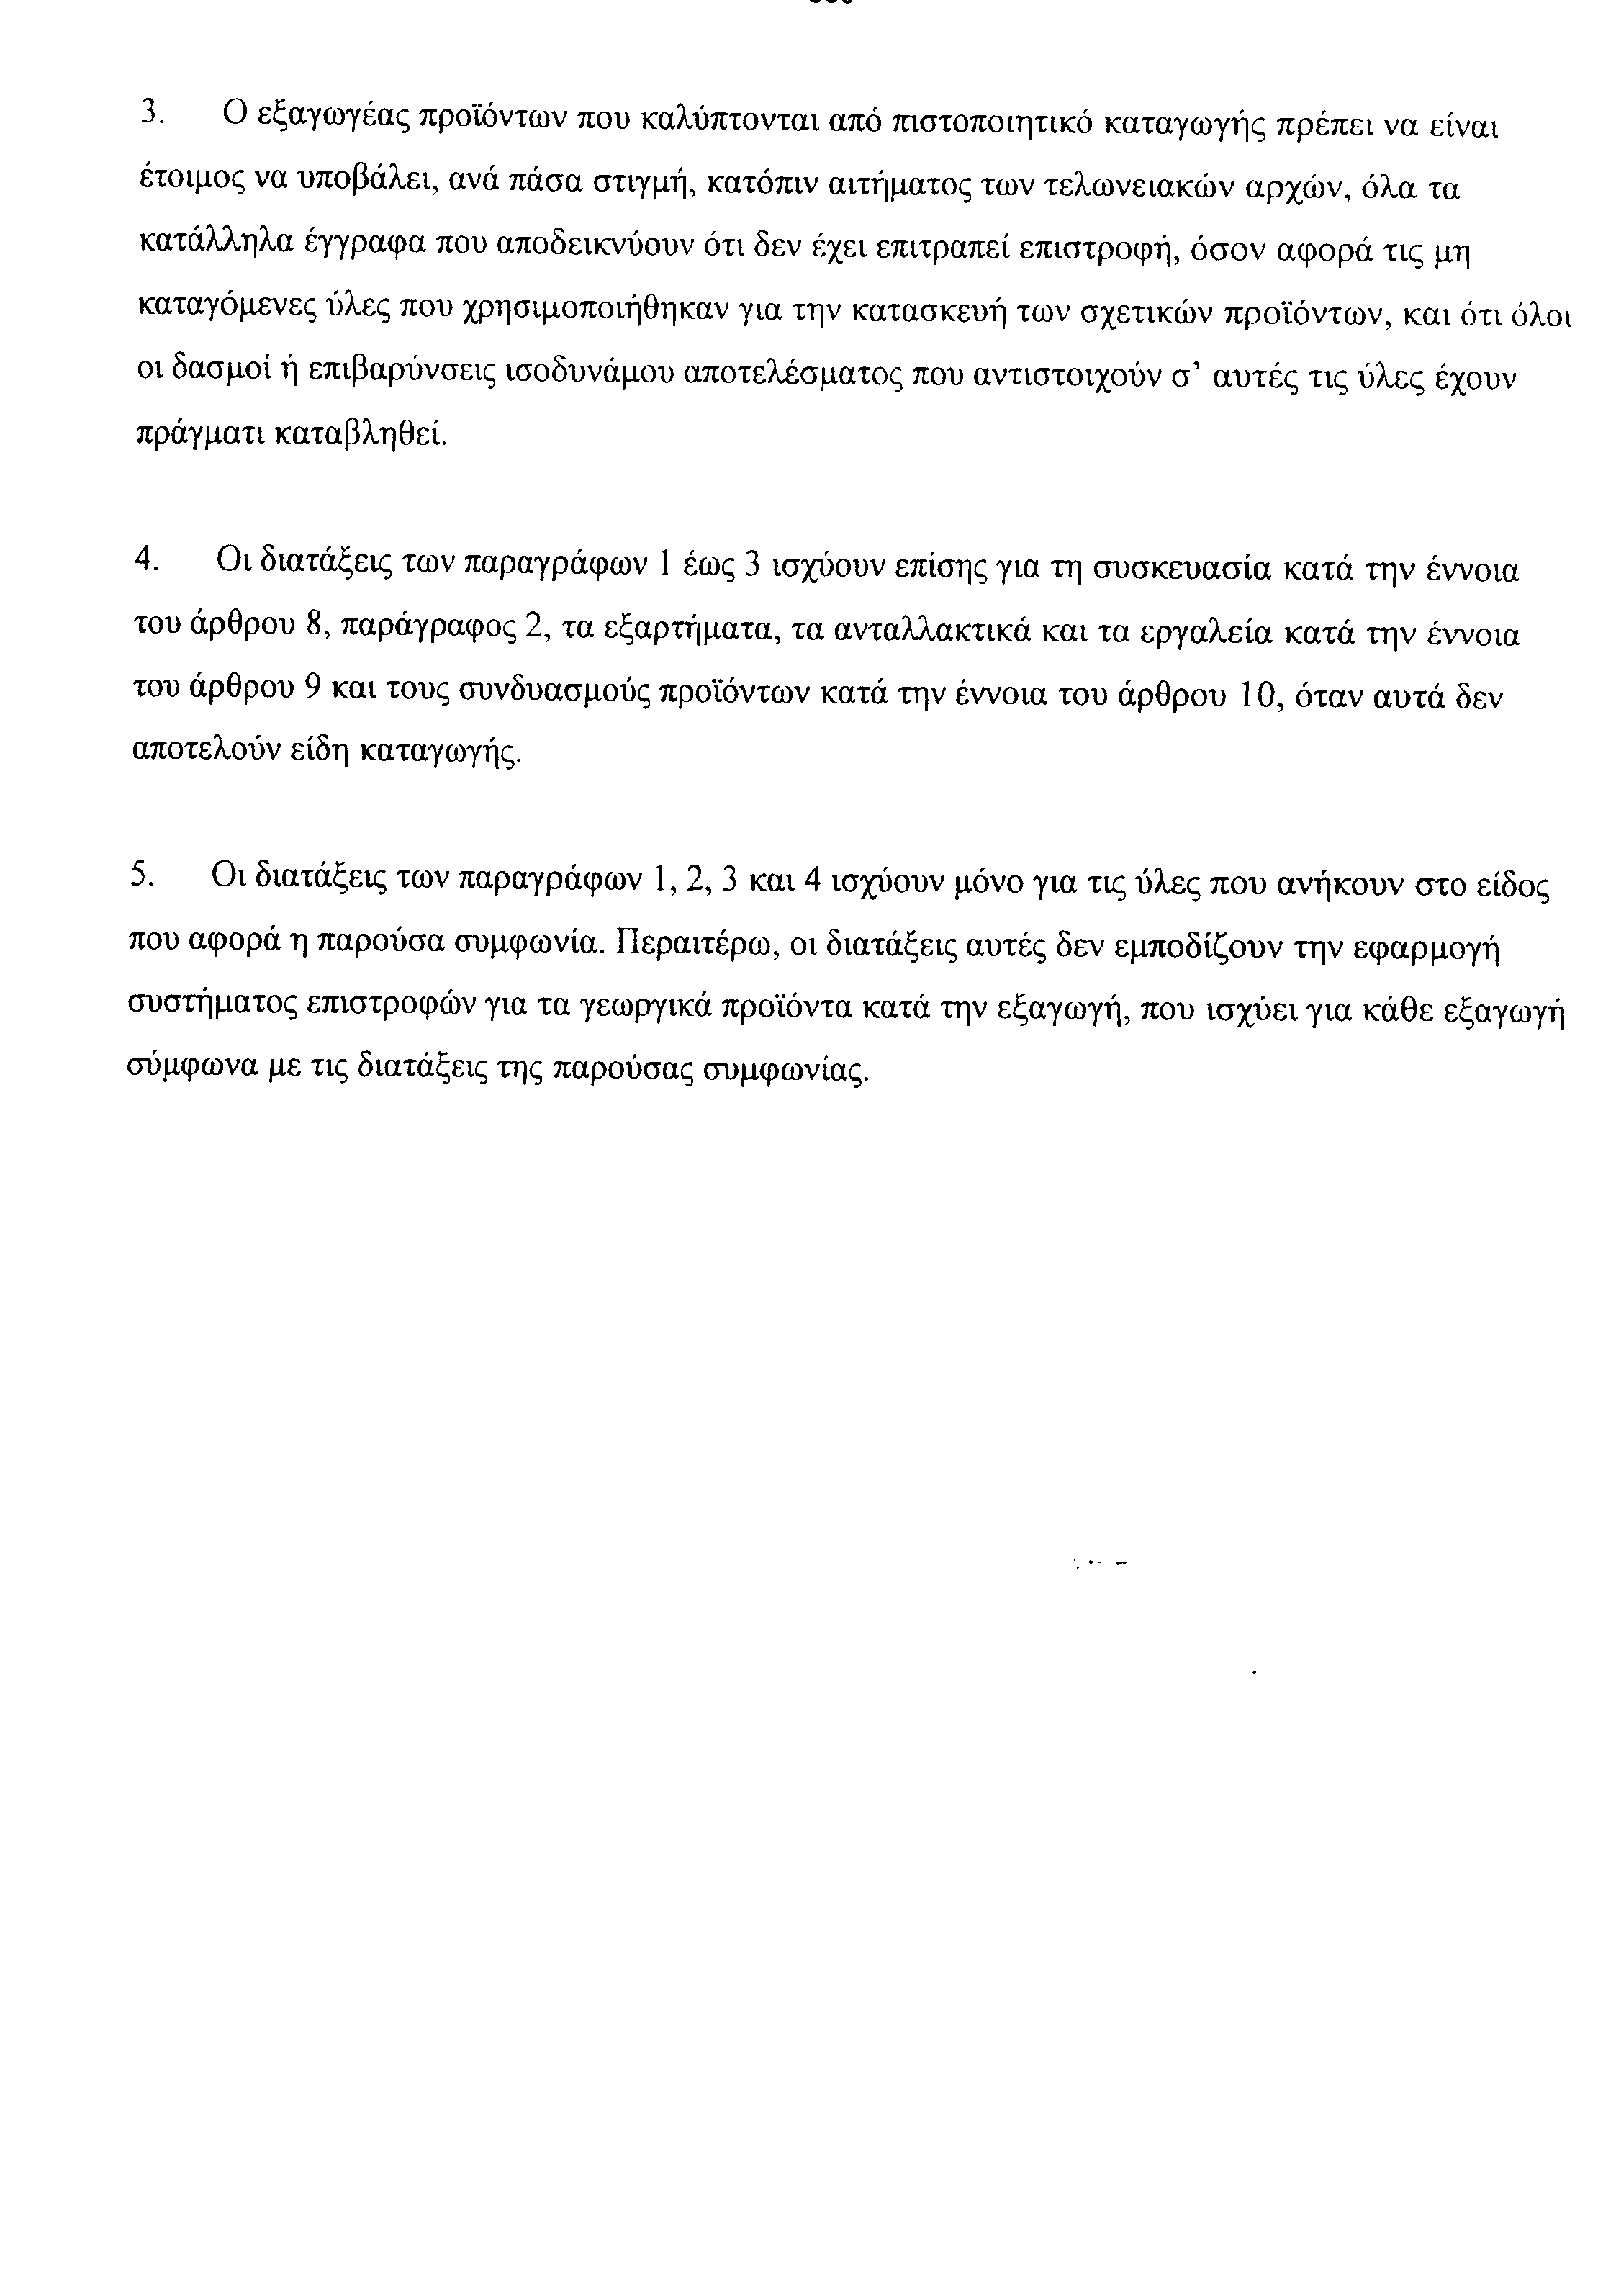 3. Ο εξαγωγέας προϊόντων που καλύπτονται από πιστοποιητικό καταγωγής πρέπει να είναι
έτοιμος να υποβάλει, ανά πάσα στιγμή, κατόπιν αιτήματος των τελωνειακών αρχών, όλα τα
κατάλληλα έγγραφα που αποδεικνύουν ότι δεν έχει επιτραπεί επιστροφή, όσον αφορά τις μη
καταγόμενες ύλες που χρησιμοποιήθηκαν για την κατασκευή των σχετικών προϊόντων, και ότι όλοι
οι δασμοί ή επιβαρύνσεις ισοδυνάμου αποτελέσματος που αντιστοιχούν σ’ αυτές τις ύλες έχουν
πράγματι καταβληθεί.
4. Οι διατάξεις των παραγράφων 1 έως 3 ισχύουν επίσης για τη συσκευασία κατά την έννοια
του άρθρου 8, παράγραφος 2, τα εξαρτήματα, τα ανταλλακτικά και τα εργαλεία κατά την έννοια
του άρθρου 9 και τους συνδυασμούς προϊόντων κατά την έννοια του άρθρου 10, όταν αυτά δεν
αποτελούν είδη καταγωγής.
5. Οι διατάξεις των παραγράφων 1, 2, 3 και 4 ισχύουν μόνο για τις ύλες που ανήκουν στο είδος
που αφορά η παρούσα συμφωνία. Περαιτέρω, οι διατάξεις αυτές δεν εμποδίζουν την εφαρμογή
συστήματος επιστροφών για τα γεωργικά προϊόντα κατά την εξαγωγή, που ισχύει για κάθε εξαγωγή
σύμφωνα με τις διατάξεις της παρούσας συμφωνίας.